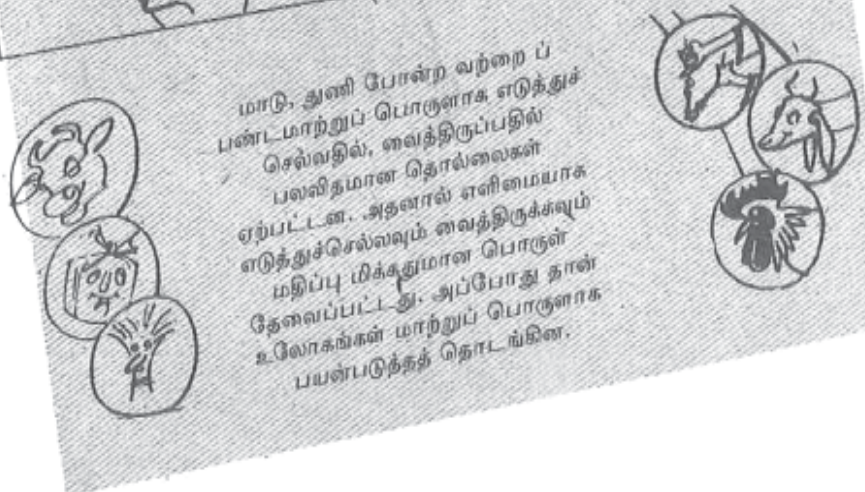 மாடு, துணி போன்ற வற்றை ப்
பண்டமாற்றுப் பொருளாக எடுத்துச்
செல்வதில், வைத்திருப்பதில்
பலவிதமான தொல்லைகள்
ஏற்பட்டன. அதனால் எளிமையாக
எடுத்துச்செல்லவும் வைத்திருக்கவும்
மதிப்பு மிக்கதுமான பொருள்
தேவைப்பட்டது. அப்போது தான்
உலோகங்கள் மாற்றுப் பொருளாக
பயன்படுத்தத் தொடங்கின.